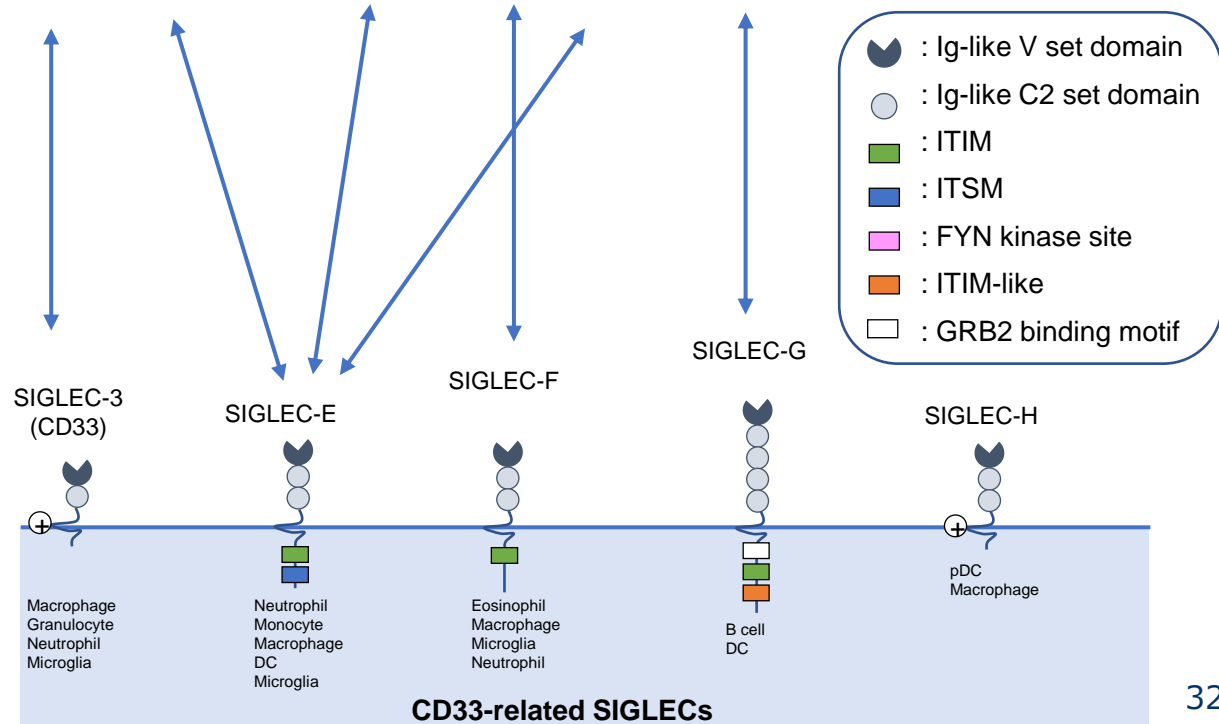 : Ig-like V set domain
: Ig-like C2 set domain
: ITIM
: ITSM
: FYN kinase site
: ITIM-like
: GRB2 binding motif
SIGLEC-3
(CD33)
SIGLEC-E
SIGLEC-F
SIGLEC-G
SIGLEC-H
+
+
Macrophage
Granulocyte
Neutrophil
Microglia
Neutrophil
Monocyte
Macrophage
DC
Microglia
Eosinophil
Macrophage
Microglia
Neutrophil
B cell
DC
pDC
Macrophage
CD33-related SIGLECs
32